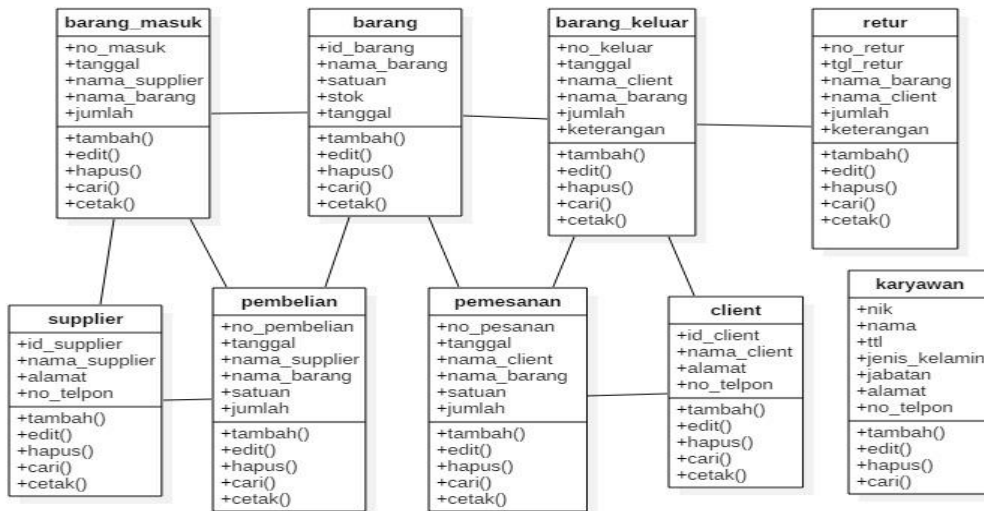 barang_masuk
+no_masuk
+tanggal
+nama_supplier
+nama_barang
+jumlah
+tambah()
+edit()
+hapus()
+cari()
+cetak()
barang
+id_barang
+nama_barang
+satuan
+stok
+tanggal
+tambah()
+edit()
+hapus()
+cari()
+cetak()
barang_keluar
+no_keluar
+tanggal
+nama_client
+nama_barang
+jumlah
+keterangan
+tambah()
+edit()
+hapus()
+cari()
+cetak()
retur
+no_retur
+tgl_retur
+nama_barang
+nama_client
+jumlah
+keterangan
+tambah()
+edit()
+hapus()
+cari()
+cetak()
supplier
+id_supplier
+nama_supplier
+alamat
+no_telpon
+tambah()
+edit()
+hapus()
+cari()
+cetak()
pembelian
+no_pembelian
+tanggal
+nama_supplier
+nama_barang
+satuan
+jumlah
+tambah()
+edit()
+hapus()
+cari()
+cetak()
pemesanan
+no_pesanan
+tanggal
+nama_client
+nama_barang
+satuan
+jumlah
+tambah()
+edit()
+hapus()
+cari()
+cetak()
client
+id_client
+nama_client
+alamat
+no_telpon
+tambah()
+edit()
+hapus()
+cari()
+cetak()
karyawan
+nik
+nama
+ttl
+jenis_kelamin
+jabatan
+alamat
+no_telpon
+tambah()
+edit()
+hapus()
+cari()